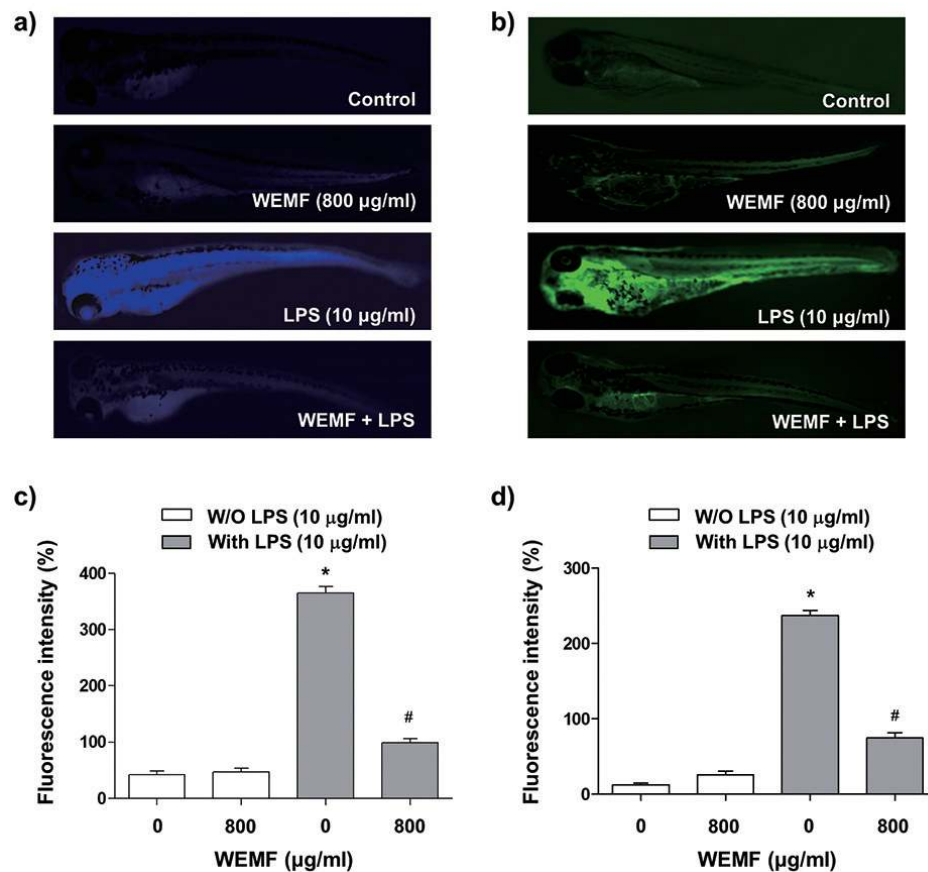 a)
Control
WEMF (800 µg/ml)
LPS (10 µg/ml)
WEMF + LPS
b)
Control
WEMF (800 µg/ml)
LPS (10 µg/ml)
WEMF + LPS
c)
W/O LPS (10 µg/ml)
With LPS (10 µg/ml)
Fluorescence intensity (%)
400
300
200
100
0
*
#
0 800 0 800
WEMF (µg/ml)
d)
W/O LPS (10 µg/ml)
With LPS (10 µg/ml)
Fluorescence intensity (%)
300
200
100
0
*
#
0 800 0 800
WEMF (µg/ml)